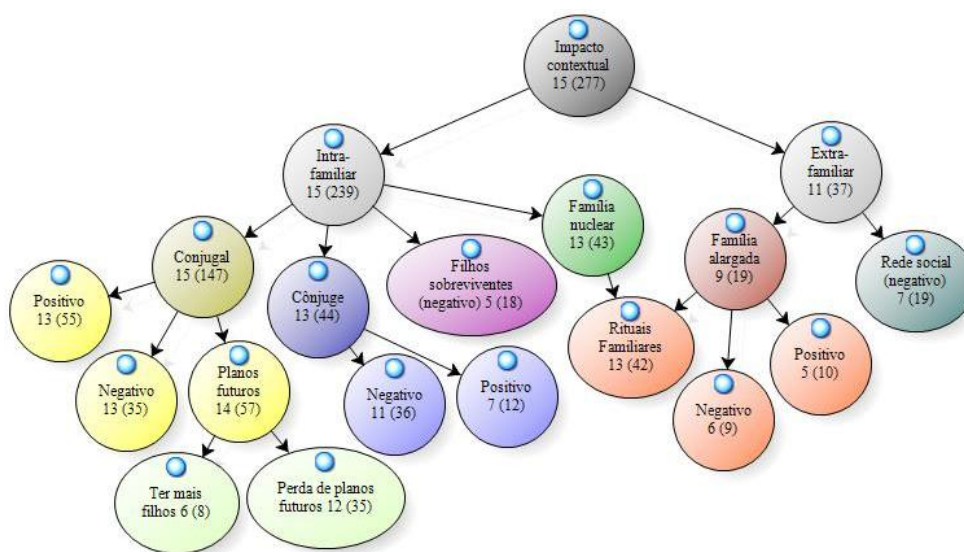 Impacto
contextual
15 (277)
Intra-
familiar
15 (239)
Extra-
familiar
11 (37)
Conjugal
15 (147)
Cônjuge
13 (44)
Filhos
sobreviventes
(negativo) 5 (18)
Família
nuclear
13 (43)
Família
alargada
9 (19)
Rede social
(negativo)
7 (19)
Positivo
13 (55)
Negativo
13 (35)
Planos
futuros
14 (57)
Negativo
11 (36)
Positivo
7 (12)
Rituais
Familiares
13 (42)
Negativo
6 (9)
Positivo
5 (10)
Ter mais
filhos 6 (8)
Perda de planos
futuros 12 (35)